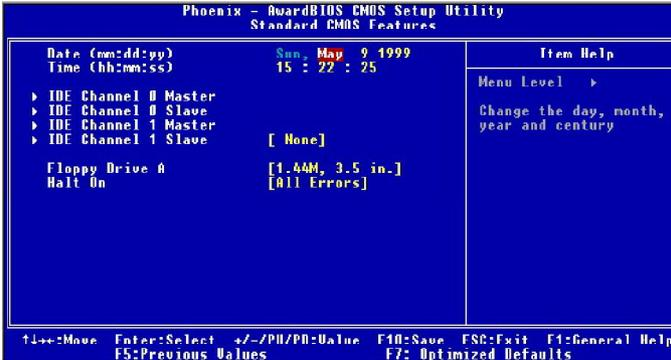 Phoenix - AwardBIOS CMOS Setup Utility
Standard CMOS Features
Date (mm:dd:yy) Sun, May 9 1999
Time (hh:mm:ss) 15 : 22 : 25
IDE Channel 0 Master
IDE Channel 0 Slave
IDE Channel 1 Master
IDE Channel 1 Slave [ None]
Floppy Drive A [1.44M, 3.5 in.]
Halt On [All Errors]
Item Help
Menu Level ▸
Change the day, month,
year and century
↑↓→←:Move Enter:Select +/-/PU/PD:Value F10:Save ESC:Exit F1:General Help
F5:Previous Values F7: Optimized Defaults